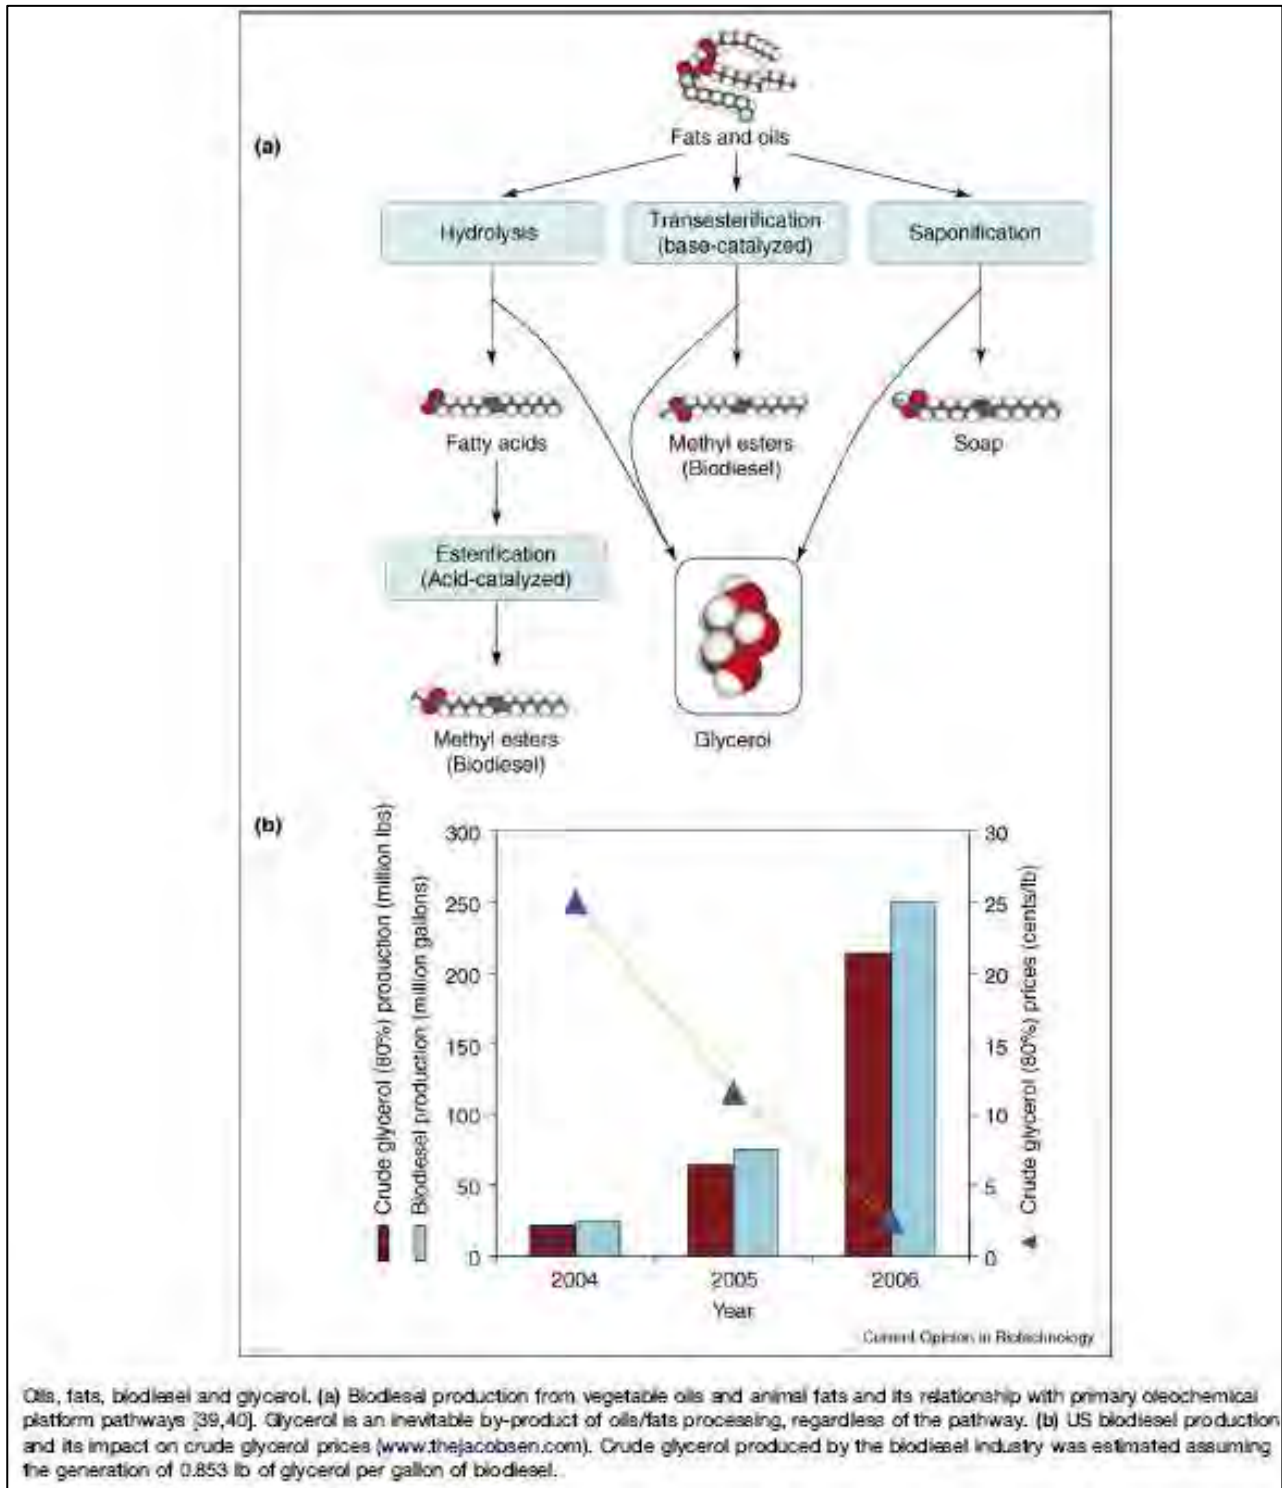 Fats and oils
(a)
Hydrolysis
Transesterification
(base-catalyzed)
Saponification
Fatty acids
Methyl esters
(Biodiesel)
Soap
Esterification
(Acid-catalyzed)
Methyl esters
(Biodiesel)
Glycerol
(b)
Crude glycerol (80%) production (million lbs)
Biodiesel production (million gallons)
300
250
200
150
100
50
0
30
25
20
15
10
5
0
Crude glycerol (80%) prices (cents/lb)
2004
2005
2006
Year
Current Opinion in Biotechnology
Oils, fats, biodiesel and glycerol. (a) Biodiesel production from vegetable oils and animal fats and its relationship with primary oleochemical
platform pathways [39,40]. Glycerol is an inevitable by-product of oils/fats processing, regardless of the pathway. (b) US biodiesel production
and its impact on crude glycerol prices (www.thejacobsen.com). Crude glycerol produced by the biodiesel industry was estimated assuming
the generation of 0.853 lb of glycerol per gallon of biodiesel.